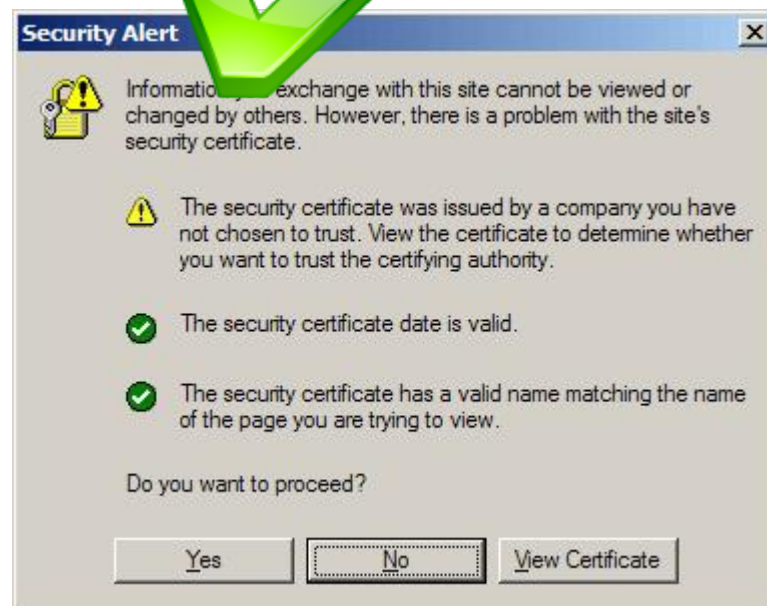 Security Alert
exchange with this site cannot be viewed or
changed by others. However, there is a problem with the site's
security certificate.
The security certificate was issued by a company you have
not chosen to trust. View the certificate to determine whether
you want to trust the certifying authority.
The security certificate date is valid.
The security certificate has a valid name matching the name
of the page you are trying to view.
Do you want to proceed?
Yes
No
View Certificate